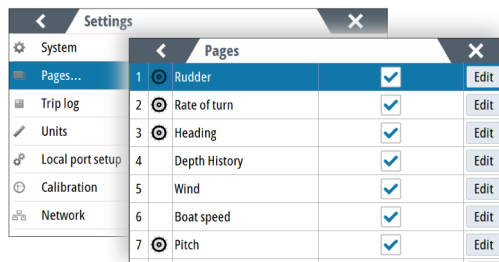 Settings
System
Pages...
Trip log
Units
Local port setup
Calibration
Network
Pages
1 Rudder Edit
2 Rate of turn Edit
3 Heading Edit
4 Depth History Edit
5 Wind Edit
6 Boat speed Edit
7 Pitch Edit